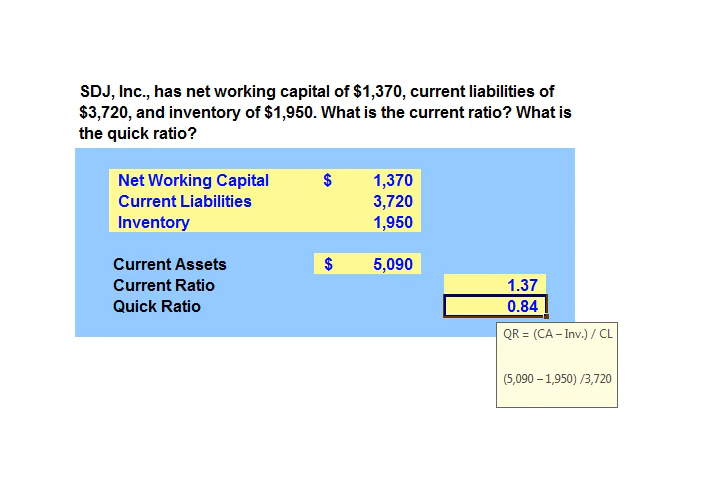 SDJ, Inc., has net working capital of $1,370, current liabilities of
$3,720, and inventory of $1,950. What is the current ratio? What is
the quick ratio?
Net Working Capital $ 1,370
Current Liabilities 3,720
Inventory 1,950
Current Assets $ 5,090
Current Ratio 1.37
Quick Ratio 0.84
QR = (CA – Inv.) / CL
(5,090 – 1,950) /3,720